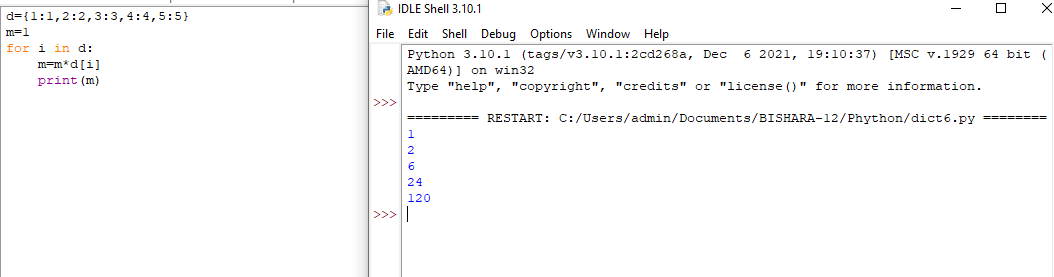 d={1:1,2:2,3:3,4:4,5:5}
m=1
for i in d:
    m=m*d[i]
    print(m)
IDLE Shell 3.10.1
File Edit Shell Debug Options Window Help
Python 3.10.1 (tags/v3.10.1:2cd268a, Dec  6 2021, 19:10:37) [MSC v.1929 64 bit (
AMD64)] on win32
Type "help", "copyright", "credits" or "license()" for more information.
>>>
========= RESTART: C:/Users/admin/Documents/BISHARA-12/Phython/dict6.py ========
1
2
6
24
120
>>>